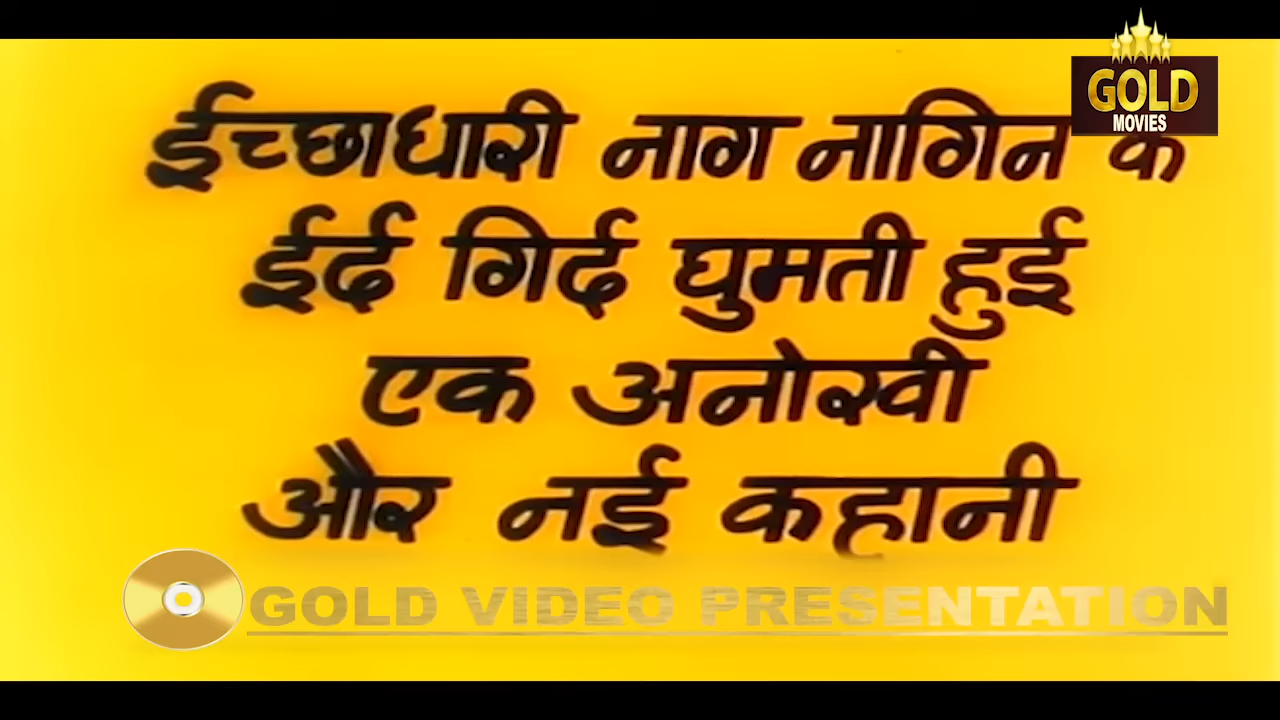 GOLD
MOVIES
ईच्छाधारी नाग नागिन के
ईर्द गिर्द घुमती हुई
एक अनोखी
और नई कहानी
GOLD VIDEO PRESENTATION